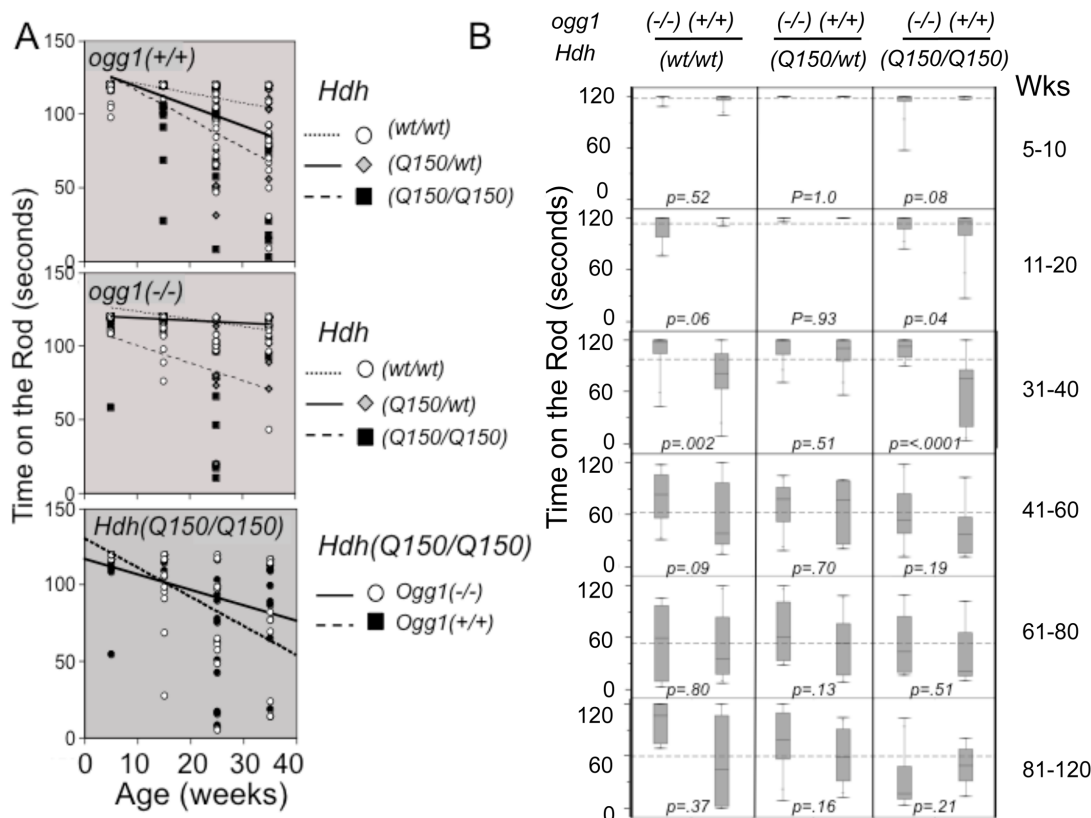 A
150
100
50
0
ogg1(+/+)
Hdh
(wt/wt)
(Q150/wt)
(Q150/Q150)
150
100
50
0
ogg1(-/-)
Hdh
(wt/wt)
(Q150/wt)
(Q150/Q150)
150
100
50
0
Hdh(Q150/Q150)
Hdh(Q150/Q150)
Ogg1(-/-)
Ogg1(+/+)
0 10 20 30 40
Age (weeks)
Time on the Rod (seconds)
B
ogg1 (-/-) (+/+) (-/-) (+/+) (-/-) (+/+)
Hdh (wt/wt) (Q150/wt) (Q150/Q150)
Wks
120
60
0
p=.52 P=1.0 p=.08
5-10
120
60
0
p=.06 P=.93 p=.04
11-20
120
60
0
p=.002 p=.51 p=<.0001
31-40
120
60
0
p=.09 p=.70 p=.19
41-60
120
60
0
p=.80 p=.13 p=.51
61-80
120
60
0
p=.37 p=.16 p=.21
81-120
Time on the Rod (seconds)